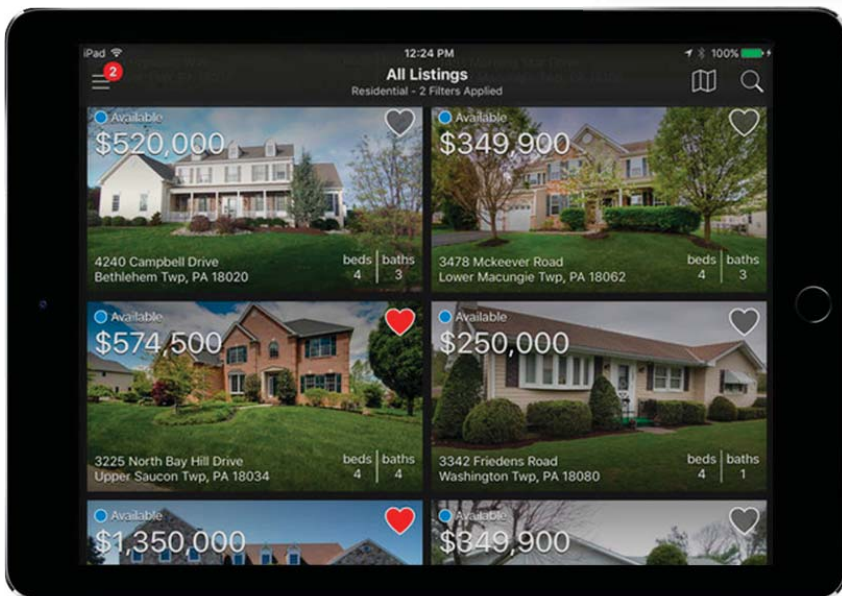 iPad
12:24 PM
100%
2
All Listings
Residential - 2 Filters Applied
Available
$520,000
4240 Campbell Drive
Bethlehem Twp, PA 18020
beds baths
4 3
Available
$349,900
3478 Mckeever Road
Lower Macungie Twp, PA 18062
beds baths
4 3
Available
$574,500
3225 North Bay Hill Drive
Upper Saucon Twp, PA 18034
beds baths
4 4
Available
$250,000
3342 Friedens Road
Washington Twp, PA 18080
beds baths
4 1
Available
$1,350,000
Available
$349,900